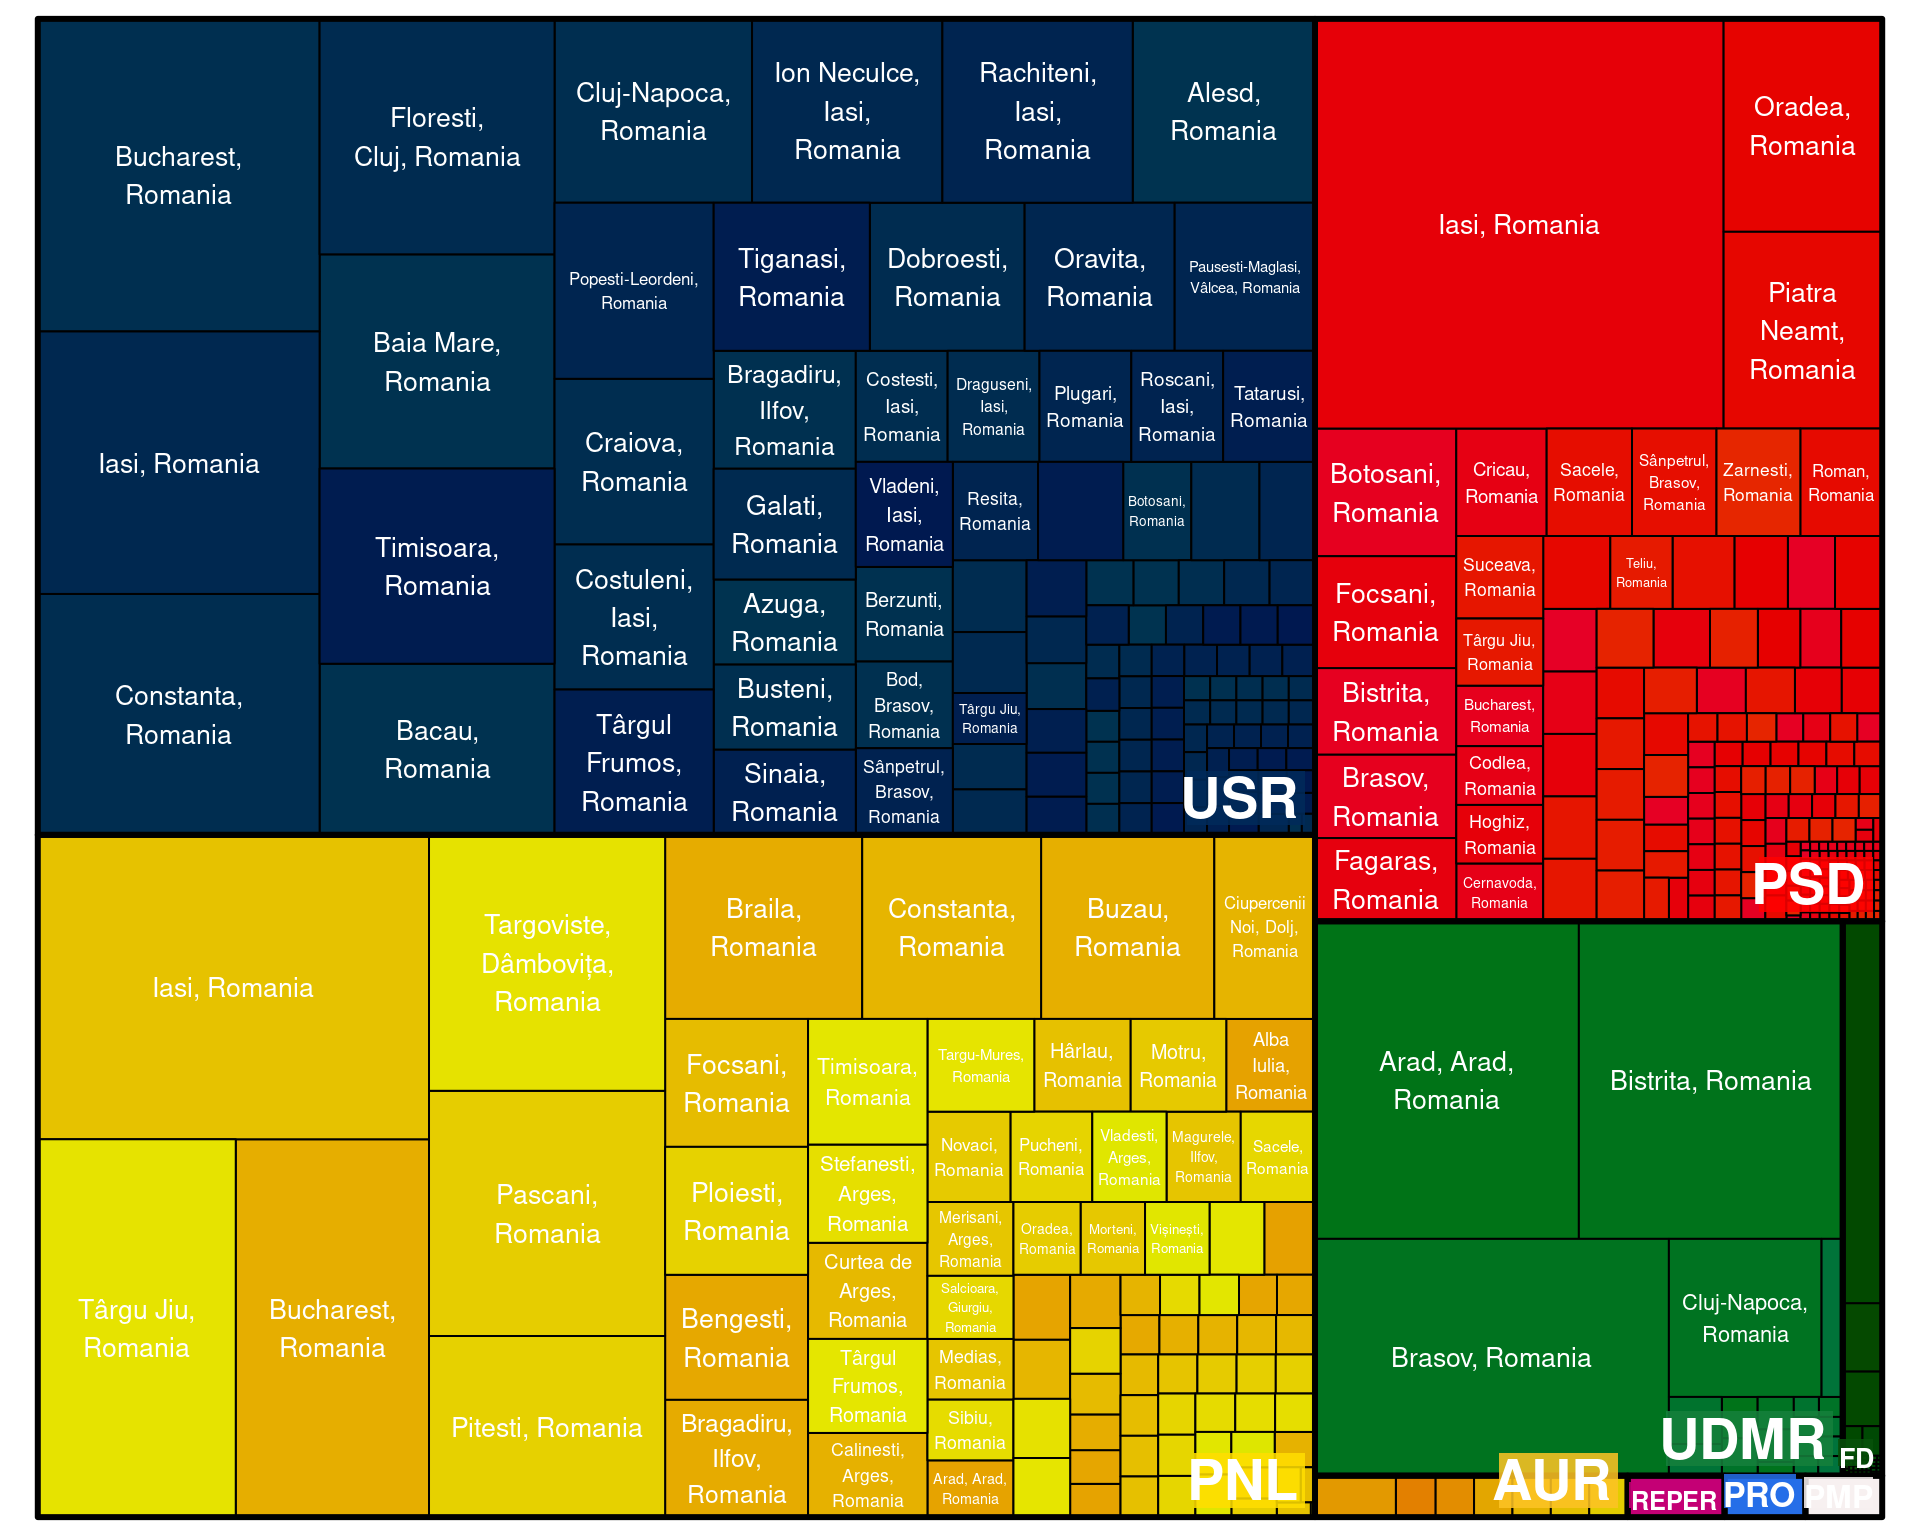 Bucharest,
Romania
Iasi, Romania
Constanta,
Romania
Floresti,
Cluj, Romania
Baia Mare,
Romania
Timisoara,
Romania
Bacau,
Romania
Cluj-Napoca,
Romania
Ion Neculce,
Iasi,
Romania
Rachiteni,
Iasi,
Romania
Alesd,
Romania
Popesti-Leordeni,
Romania
Craiova,
Romania
Costuleni,
Iasi,
Romania
Târgul
Frumos,
Romania
Tiganasi,
Romania
Dobroesti,
Romania
Oravita,
Romania
Pausesti-Maglasi,
Vâlcea, Romania
Bragadiru,
Ilfov,
Romania
Galati,
Romania
Azuga,
Romania
Busteni,
Romania
Sinaia,
Romania
Costesti,
Iasi,
Romania
Draguseni,
Iasi,
Romania
Plugari,
Romania
Roscani,
Iasi,
Romania
Tatarusi,
Romania
Vladeni,
Iasi,
Romania
Berzunti,
Romania
Bod,
Brasov,
Romania
Sânpetrul,
Brasov,
Romania
Resita,
Romania
Botosani,
Romania
Târgu Jiu,
Romania
USR
Iasi, Romania
Oradea,
Romania
Piatra
Neamt,
Romania
Botosani,
Romania
Focsani,
Romania
Bistrita,
Romania
Brasov,
Romania
Fagaras,
Romania
Cricau,
Romania
Sacele,
Romania
Sânpetrul,
Brasov,
Romania
Zarnesti,
Romania
Roman,
Romania
Suceava,
Romania
Târgu Jiu,
Romania
Bucharest,
Romania
Codlea,
Romania
Hoghiz,
Romania
Cernavoda,
Romania
Teliu,
Romania
PSD
Iasi, Romania
Târgu Jiu,
Romania
Bucharest,
Romania
Targoviste,
Dâmbovița,
Romania
Pascani,
Romania
Pitesti, Romania
Braila,
Romania
Constanta,
Romania
Buzau,
Romania
Ciupercenii
Noi, Dolj,
Romania
Focsani,
Romania
Ploiesti,
Romania
Bengesti,
Romania
Bragadiru,
Ilfov,
Romania
Timisoara,
Romania
Stefanesti,
Arges,
Romania
Curtea de
Arges,
Romania
Târgul
Frumos,
Romania
Calinesti,
Arges,
Romania
Targu-Mures,
Romania
Hârlau,
Romania
Motru,
Romania
Alba
Iulia,
Romania
Novaci,
Romania
Pucheni,
Romania
Vladesti,
Arges,
Romania
Magurele,
Ilfov,
Romania
Sacele,
Romania
Merisani,
Arges,
Romania
Salcioara,
Giurgiu,
Romania
Medias,
Romania
Sibiu,
Romania
Arad, Arad,
Romania
Oradea,
Romania
Morteni,
Romania
Vișinești,
Romania
PNL
Arad, Arad,
Romania
Bistrita, Romania
Brasov, Romania
Cluj-Napoca,
Romania
UDMR
FD
AUR
REPER
PRO
PMP